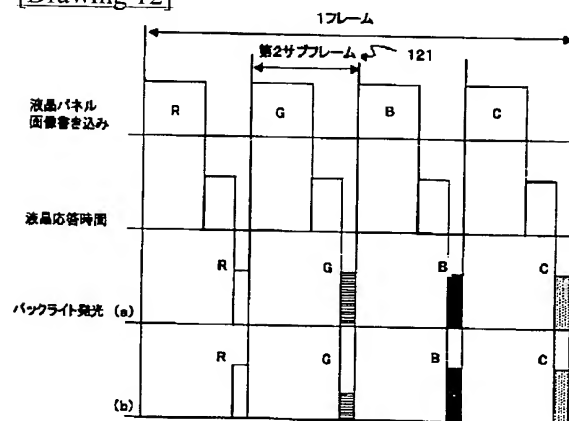 [Drawing 12]
1フレーム
第2サブフレーム 121
液晶パネル
画像書き込み
R G B C
液晶応答時間
R G B C
バックライト発光 (a)
R G B C
(b)